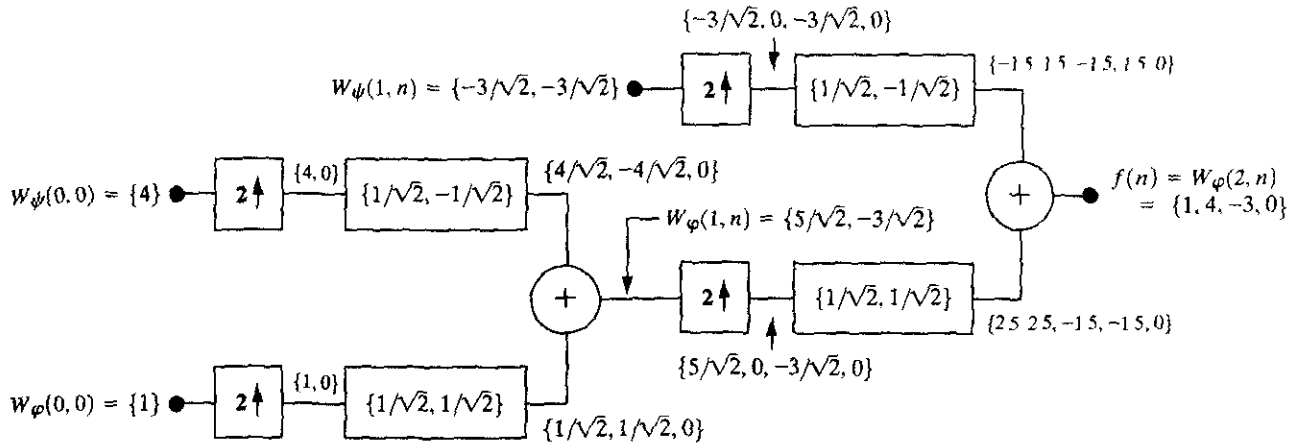 {−3/√2, 0, −3/√2, 0}
W_ψ(1, n) = {−3/√2, −3/√2}
2↑
{1/√2, −1/√2}
{−1 5 1 5 −1 5, 1 5 0}
W_ψ(0, 0) = {4}
2↑
{4, 0}
{1/√2, −1/√2}
{4/√2, −4/√2, 0}
+
f(n) = W_φ(2, n)
= {1, 4, −3, 0}
W_φ(1, n) = {5/√2, −3/√2}
+
2↑
{1/√2, 1/√2}
{2 5 2 5, −1 5, −1 5, 0}
{5/√2, 0, −3/√2, 0}
W_φ(0, 0) = {1}
2↑
{1, 0}
{1/√2, 1/√2}
{1/√2, 1/√2, 0}